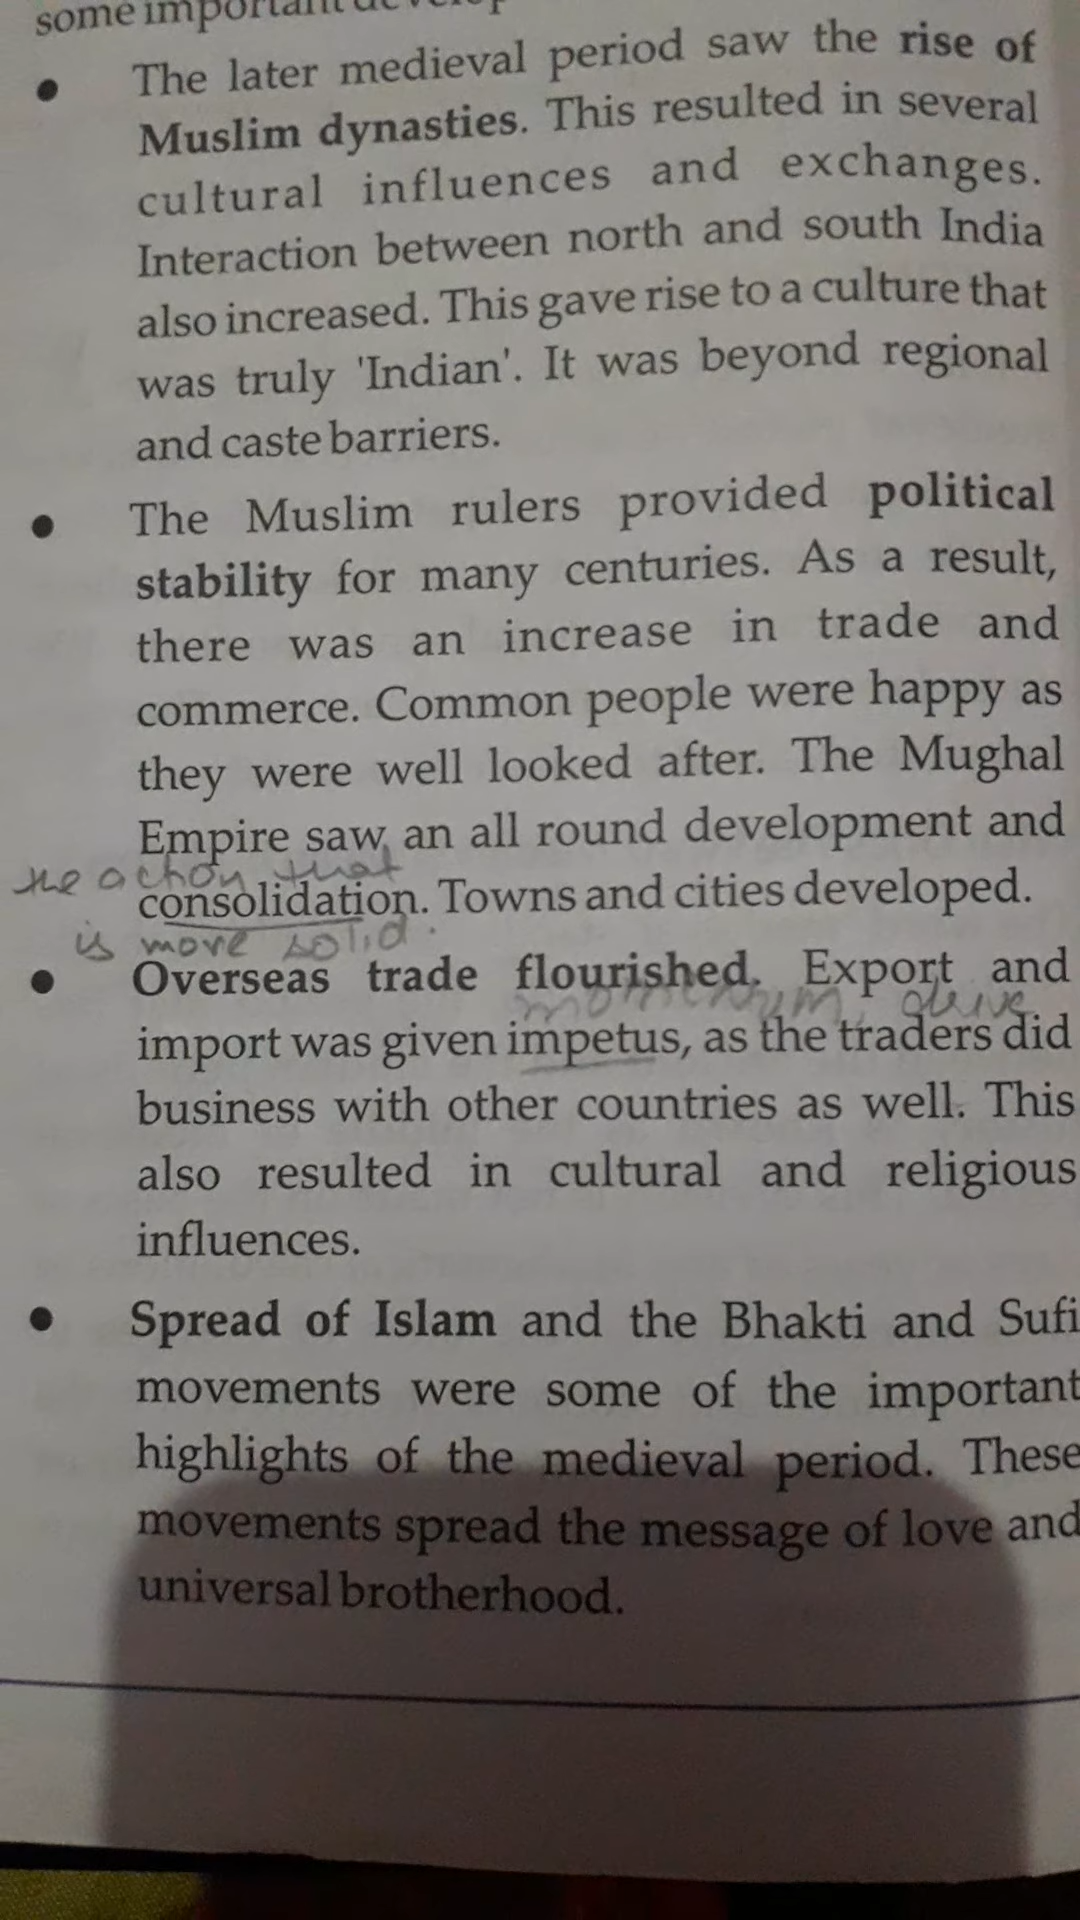 some important develop
• The later medieval period saw the rise of
Muslim dynasties. This resulted in several
cultural influences and exchanges.
Interaction between north and south India
also increased. This gave rise to a culture that
was truly 'Indian'. It was beyond regional
and caste barriers.
• The Muslim rulers provided political
stability for many centuries. As a result,
there was an increase in trade and
commerce. Common people were happy as
they were well looked after. The Mughal
Empire saw an all round development and
the action that
consolidation. Towns and cities developed.
is more solid.
• Overseas trade flourished. Export and
momentum, drive
import was given impetus, as the traders did
business with other countries as well. This
also resulted in cultural and religious
influences.
• Spread of Islam and the Bhakti and Sufi
movements were some of the important
highlights of the medieval period. These
movements spread the message of love and
universal brotherhood.